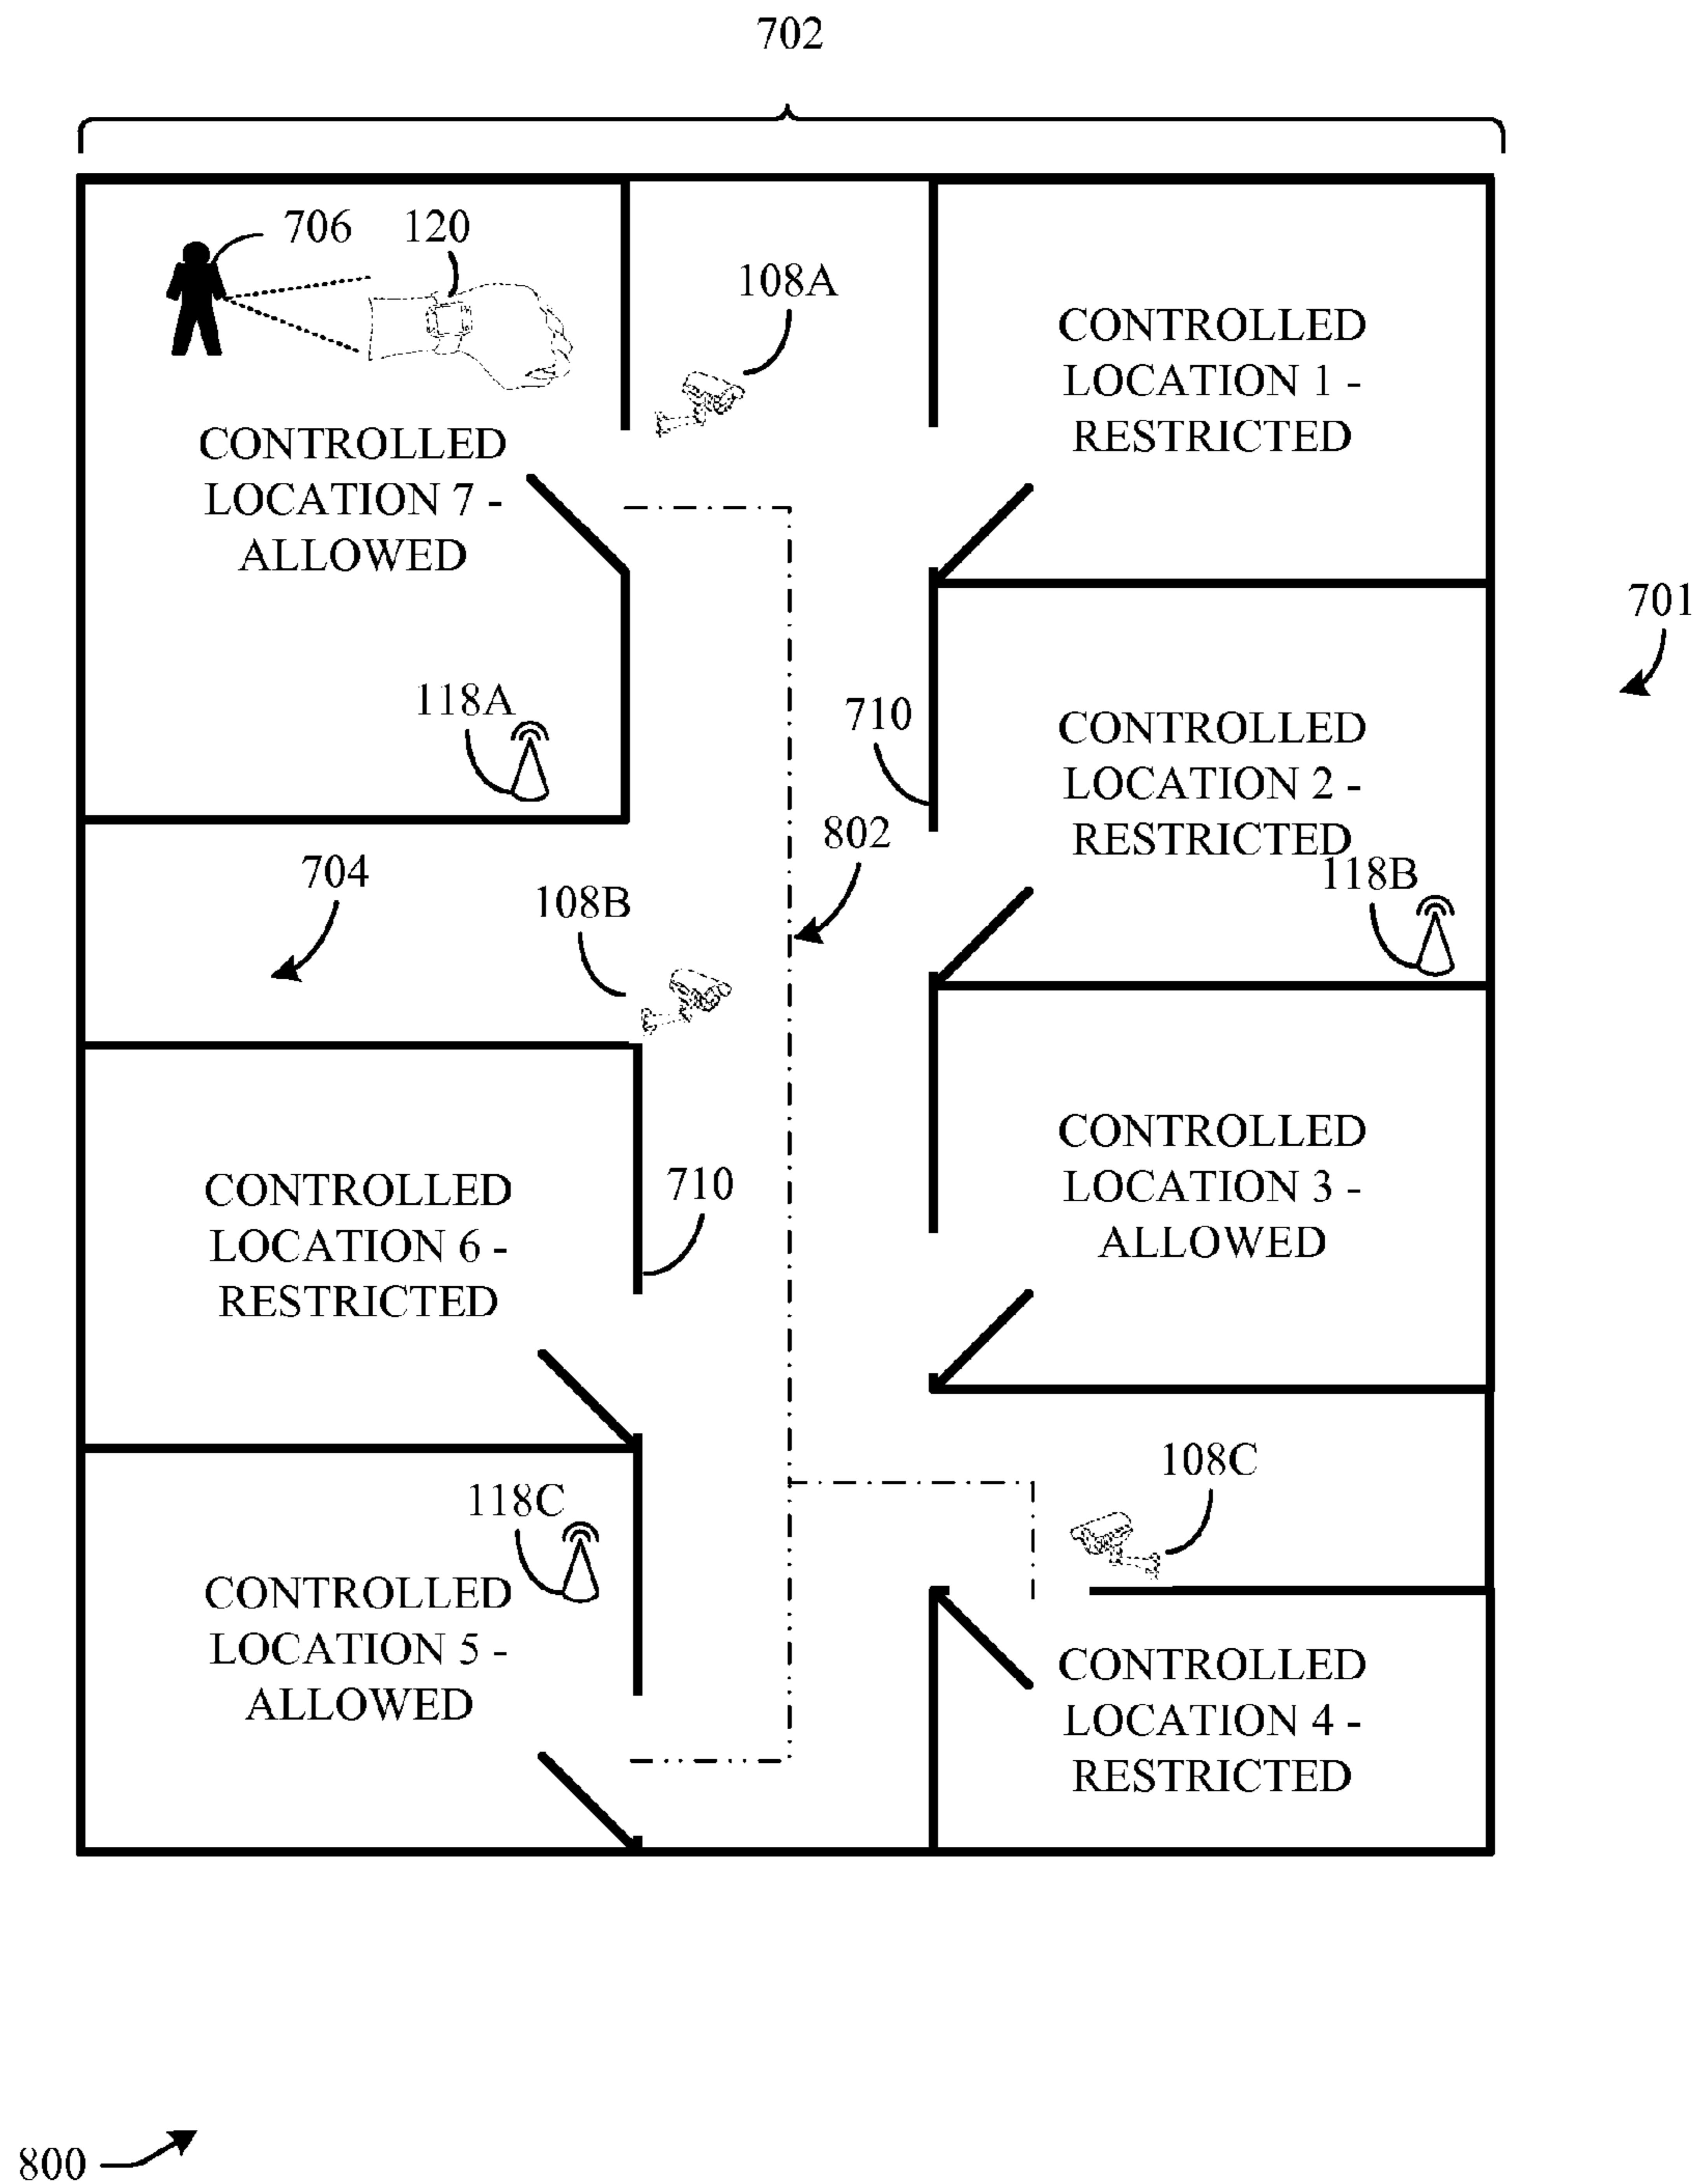 702
706
120
108A
CONTROLLED
LOCATION 1 -
RESTRICTED
CONTROLLED
LOCATION 7 -
ALLOWED
701
118A
710
CONTROLLED
LOCATION 2 -
RESTRICTED
802
704
108B
118B
CONTROLLED
LOCATION 3 -
ALLOWED
CONTROLLED
LOCATION 6 -
RESTRICTED
710
108C
118C
CONTROLLED
LOCATION 5 -
ALLOWED
CONTROLLED
LOCATION 4 -
RESTRICTED
800